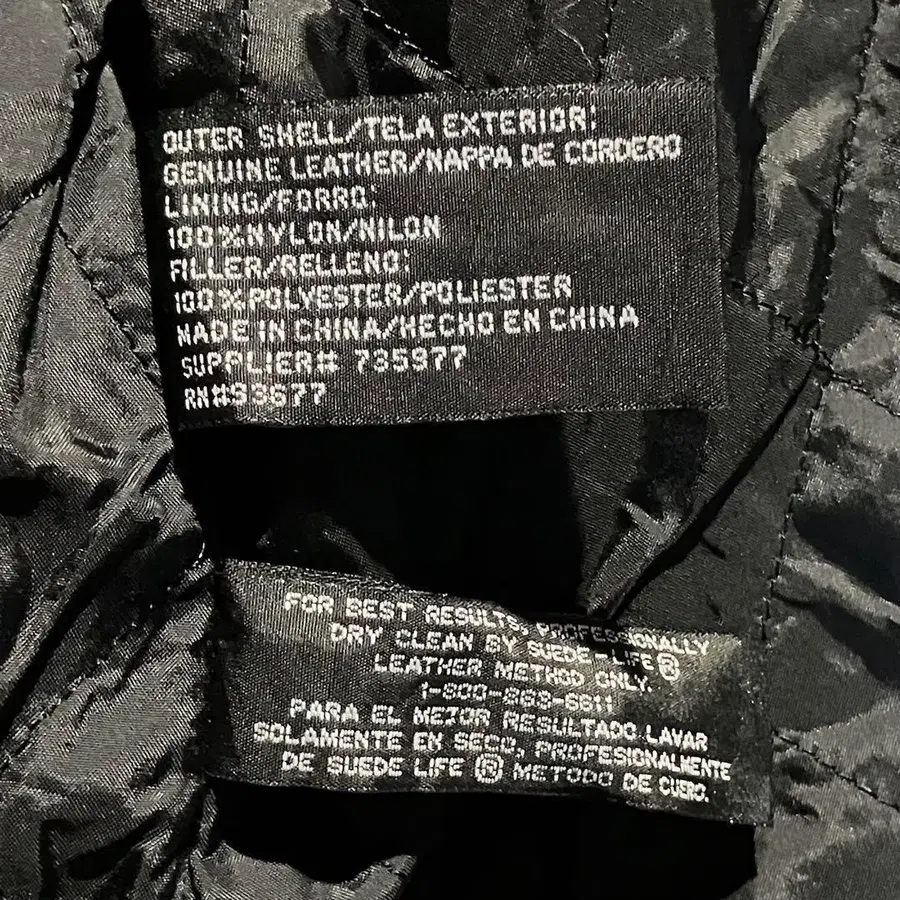 OUTER SHELL/TELA EXTERIOR:
GENUINE LEATHER/NAPPA DE CORDERO
LINING/FORRO:
100%NYLON/NILON
FILLER/RELLENO:
100%POLYESTER/POLIESTER
MADE IN CHINA/HECHO EN CHINA
SUPPLIER# 735977
RN#93677
FOR BEST RESULTS, PROFESSIONALLY
DRY CLEAN BY SUEDE-LIFE®
LEATHER METHOD ONLY.
PARA EL MEJOR RESULTADO,LAVAR
SOLAMENTE EN SECO, PROFESIONALMENTE
DE SUEDE LIFE ® METODO DE CUERO.